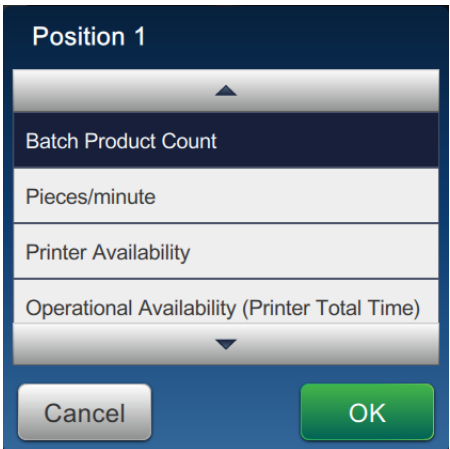 Position 1
Batch Product Count
Pieces/minute
Printer Availability
Operational Availability (Printer Total Time)
Cancel
OK